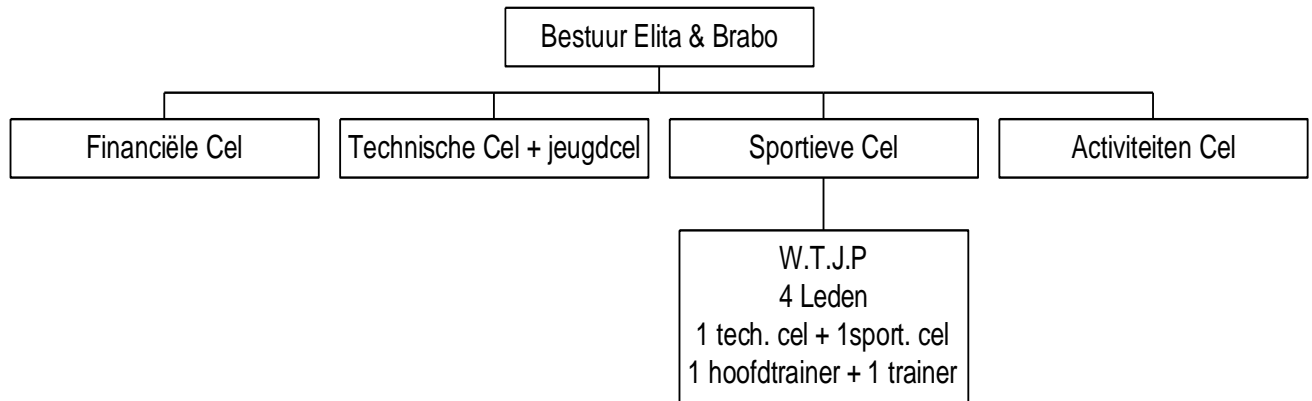 Bestuur Elita & Brabo
Financiële Cel
Technische Cel + jeugdcel
Sportieve Cel
Activiteiten Cel
W.T.J.P
4 Leden
1 tech. cel + 1sport. cel
1 hoofdtrainer + 1 trainer